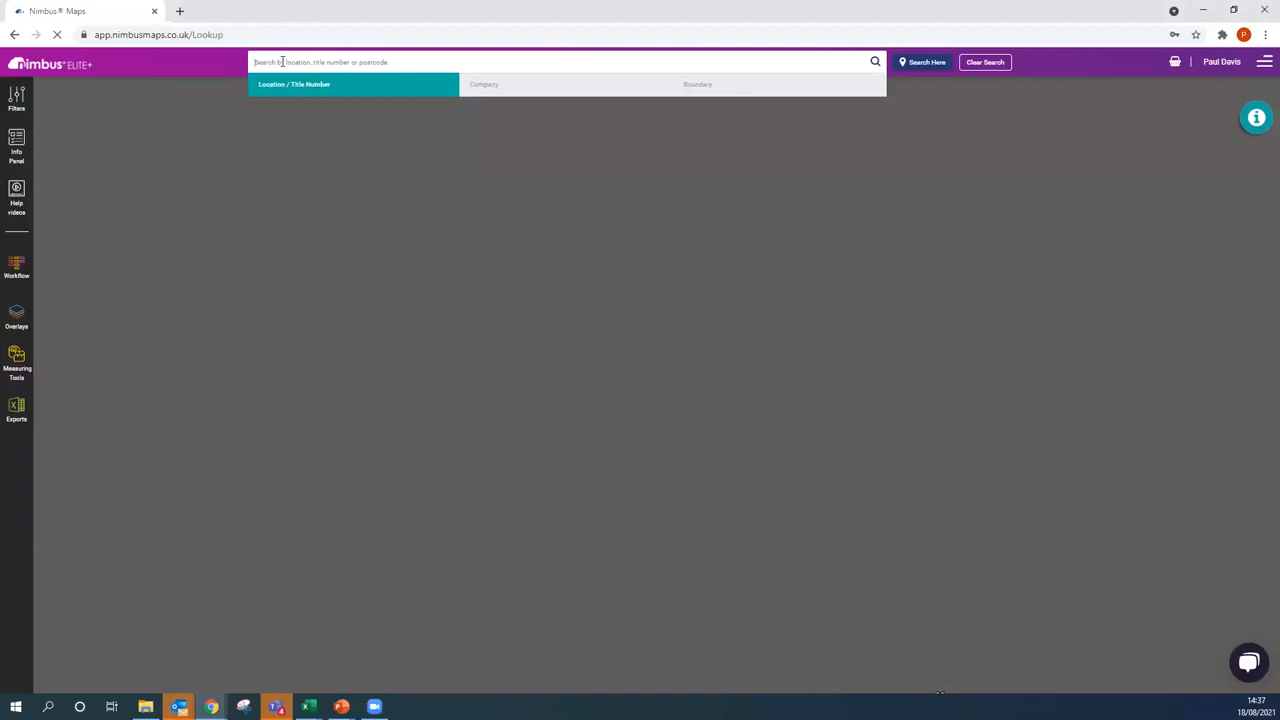 Nimbus® Maps
app.nimbusmaps.co.uk/Lookup
P
Nimbus® ELITE+
Search by location, title number or postcode
Search Here
Clear Search
Paul Davis
Location / Title Number
Company
Boundary
Filters
Info
Panel
Help
videos
Workflow
Overlays
Measuring
Tools
Exports
14:37
18/08/2021